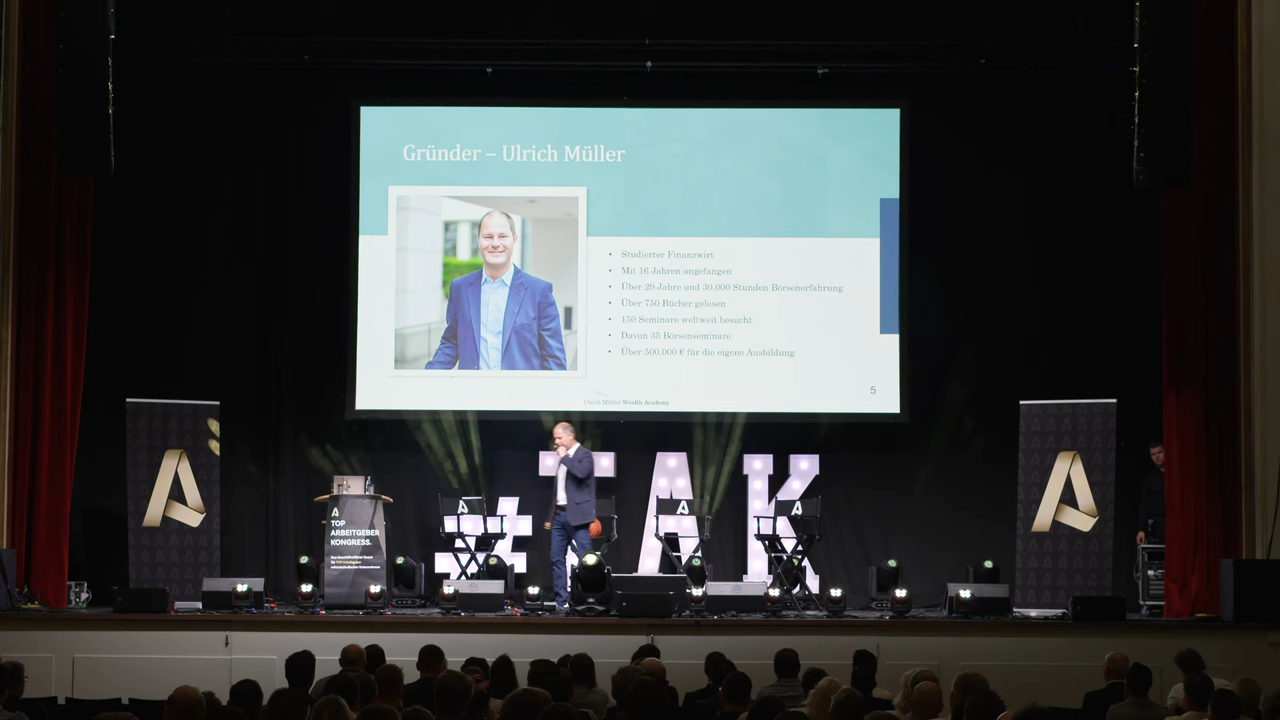 Gründer – Ulrich Müller
• Studierter Finanzwirt
• Mit 16 Jahren angefangen
• Über 29 Jahre und 30.000 Stunden Börsenerfahrung
• Über 750 Bücher gelesen
• 150 Seminare weltweit besucht
• Davon 35 Börsenseminare
• Über 500.000 € für die eigene Ausbildung
5
Ulrich Müller Wealth Academy
#TAK
TOP
ARBEITGEBER
KONGRESS.